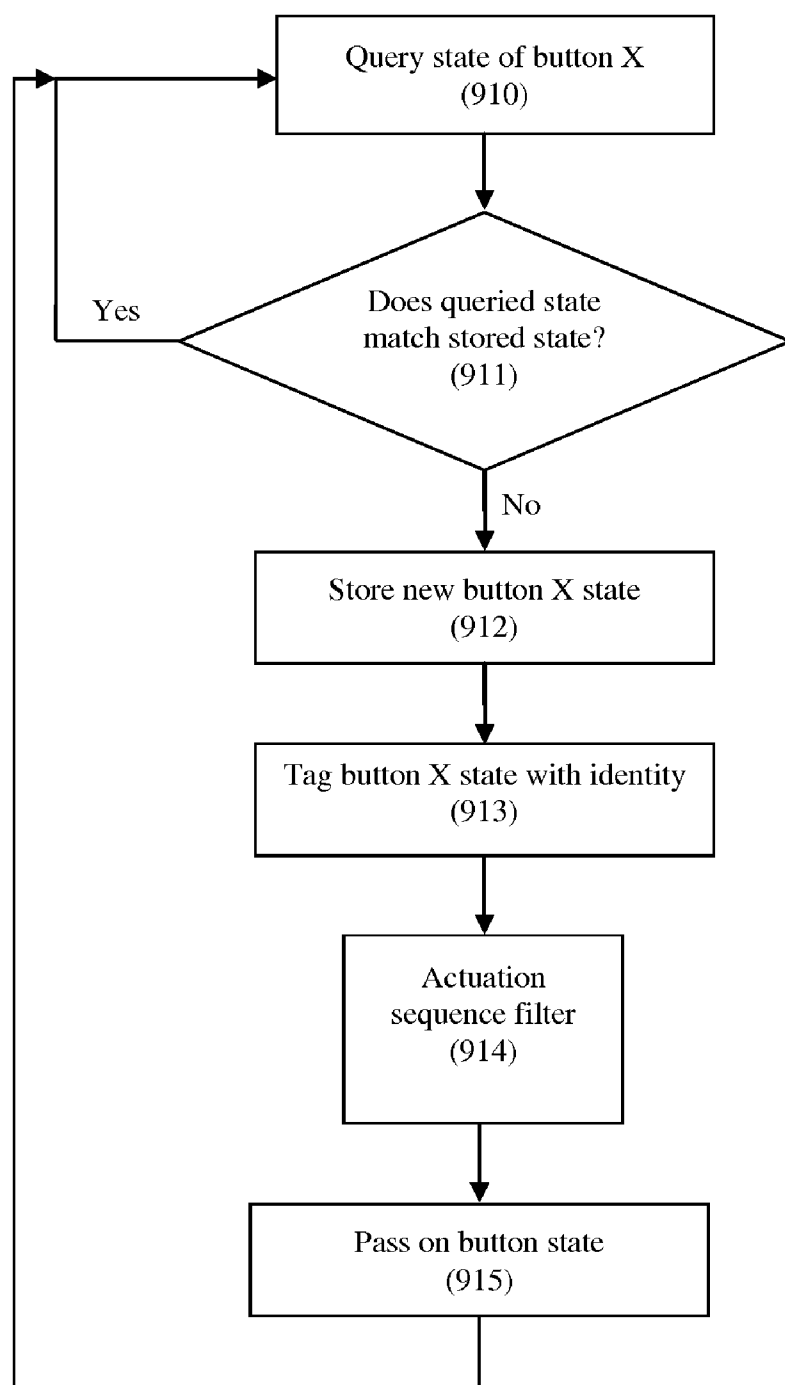 Query state of button X
(910)
Does queried state
match stored state?
(911)
Yes
No
Store new button X state
(912)
Tag button X state with identity
(913)
Actuation
sequence filter
(914)
Pass on button state
(915)